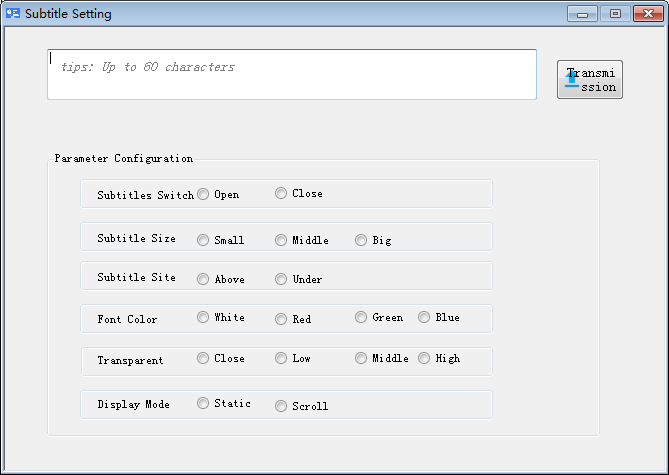 Subtitle Setting
tips: Up to 60 characters
Transmi
ssion
Parameter Configuration
Subtitles Switch Open Close
Subtitle Size Small Middle Big
Subtitle Site Above Under
Font Color White Red Green Blue
Transparent Close Low Middle High
Display Mode Static Scroll